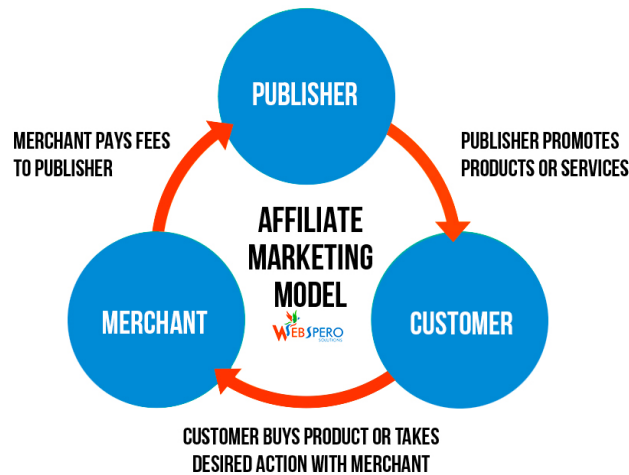 PUBLISHER
MERCHANT PAYS FEES
TO PUBLISHER
PUBLISHER PROMOTES
PRODUCTS OR SERVICES
AFFILIATE
MARKETING
MODEL
WEBSPERO
SOLUTIONS
MERCHANT
CUSTOMER
CUSTOMER BUYS PRODUCT OR TAKES
DESIRED ACTION WITH MERCHANT